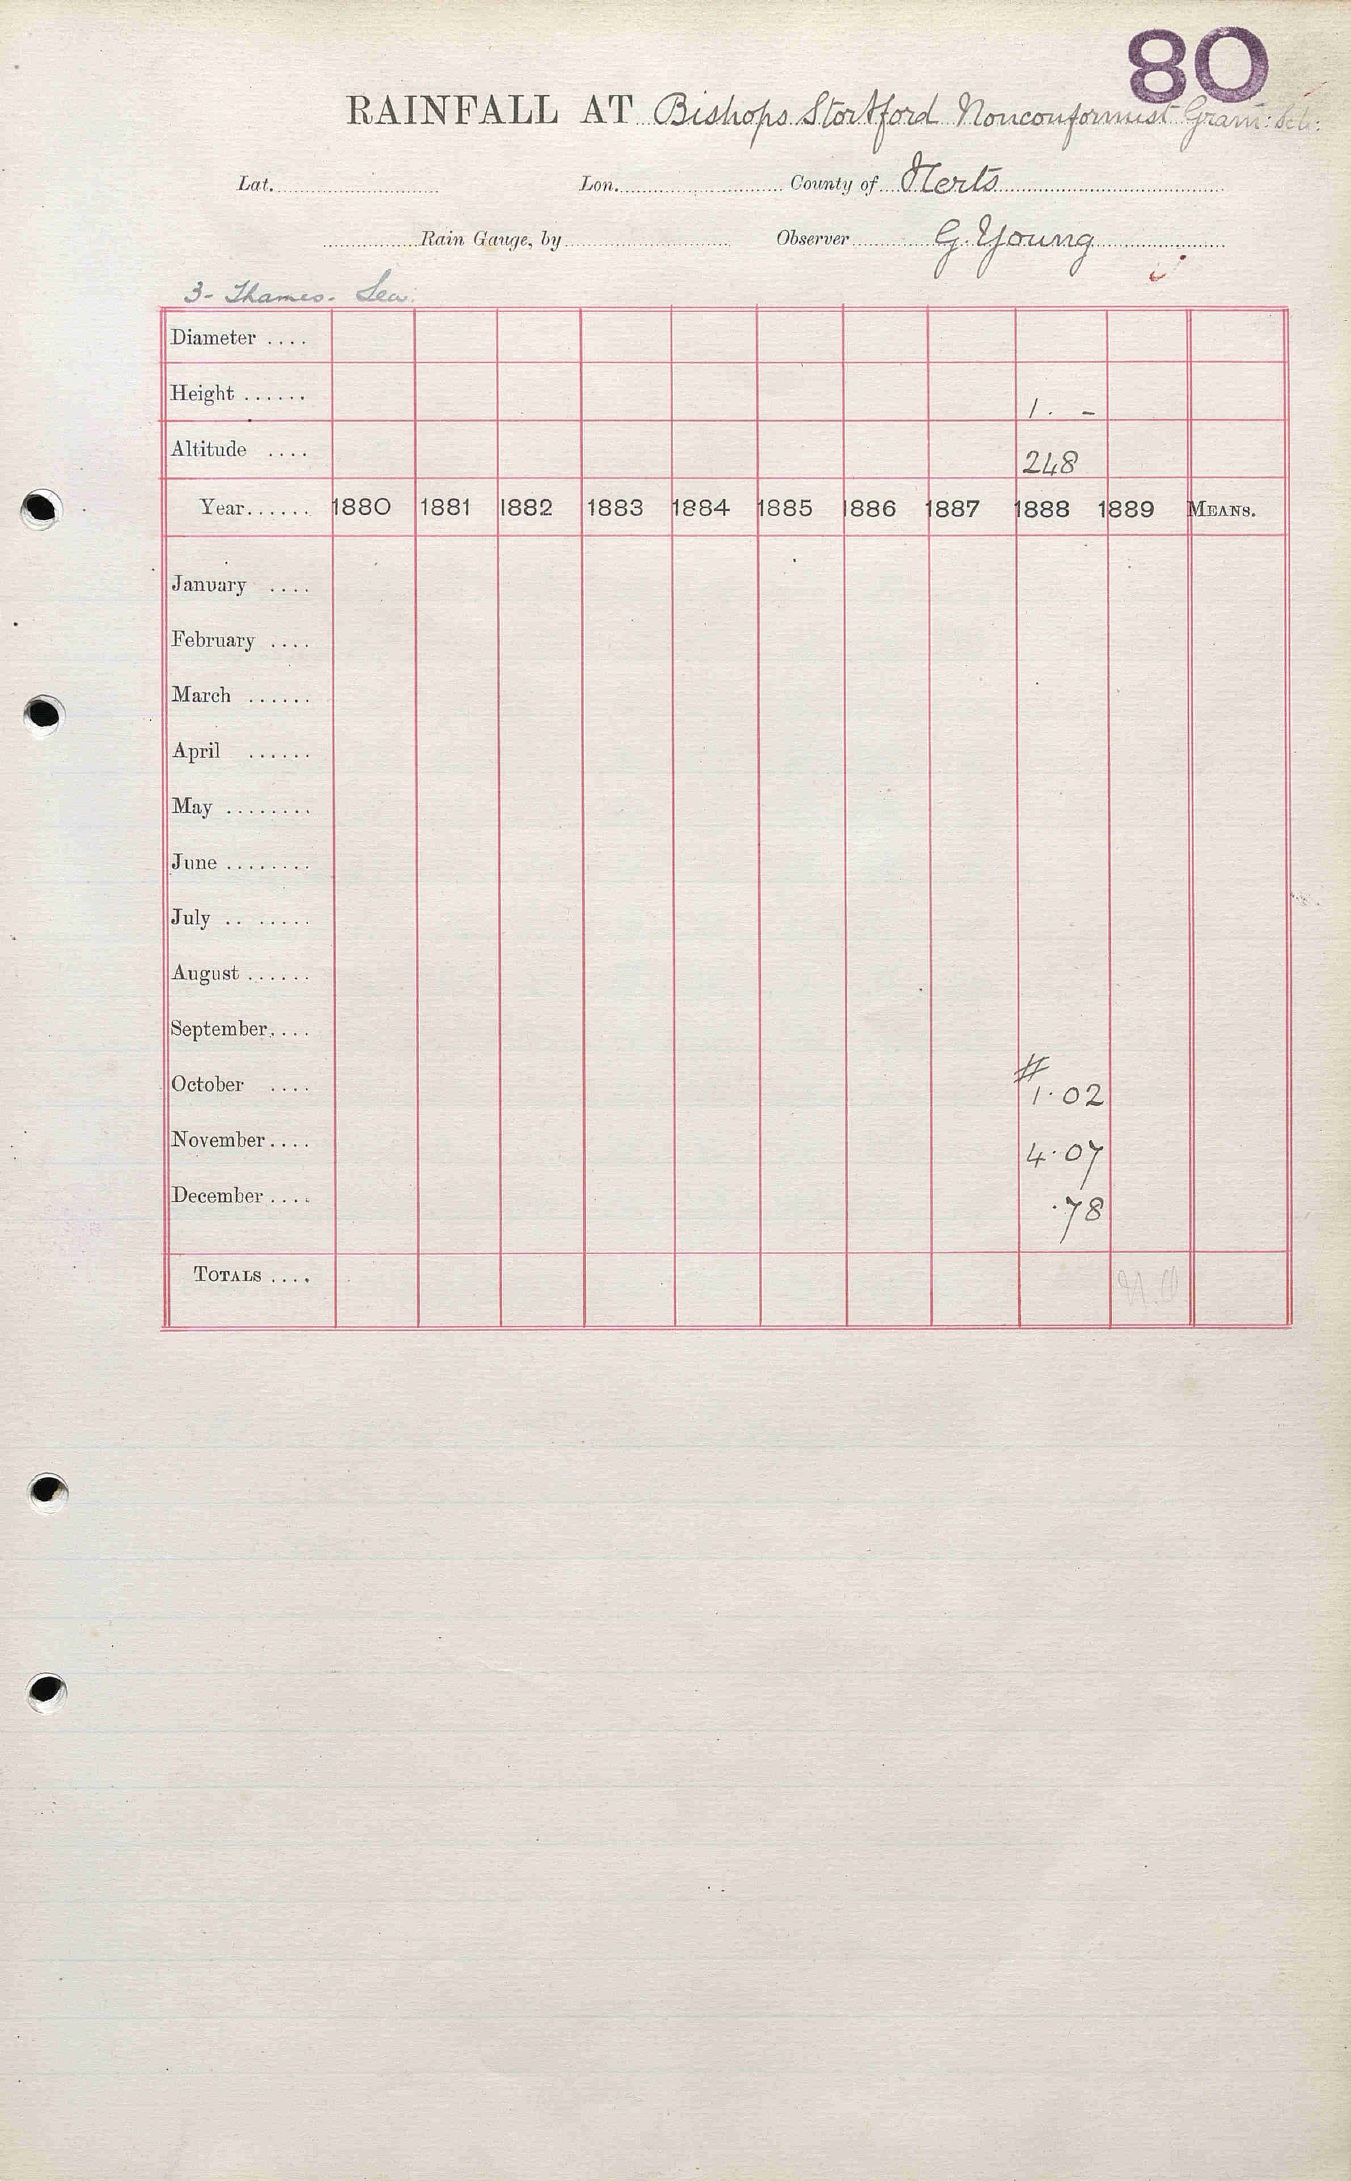 80
RAINFALL AT Bishops Stortford Nonconformist Gram: Sch:
Lat. Lon. County of Herts
Rain Gauge, by Observer G. Young
3 - Thames - Lea.
Diameter ....
Height ...... 1. -
Altitude .... 248
Year...... 1880 1881 1882 1883 1884 1885 1886 1887 1888 1889 MEANS.
January ....
February ....
March ......
April ......
May ........
June ........
July .. ......
August ......
September....
October .... # 1.02
November .... 4.07
December .... .78
TOTALS ....